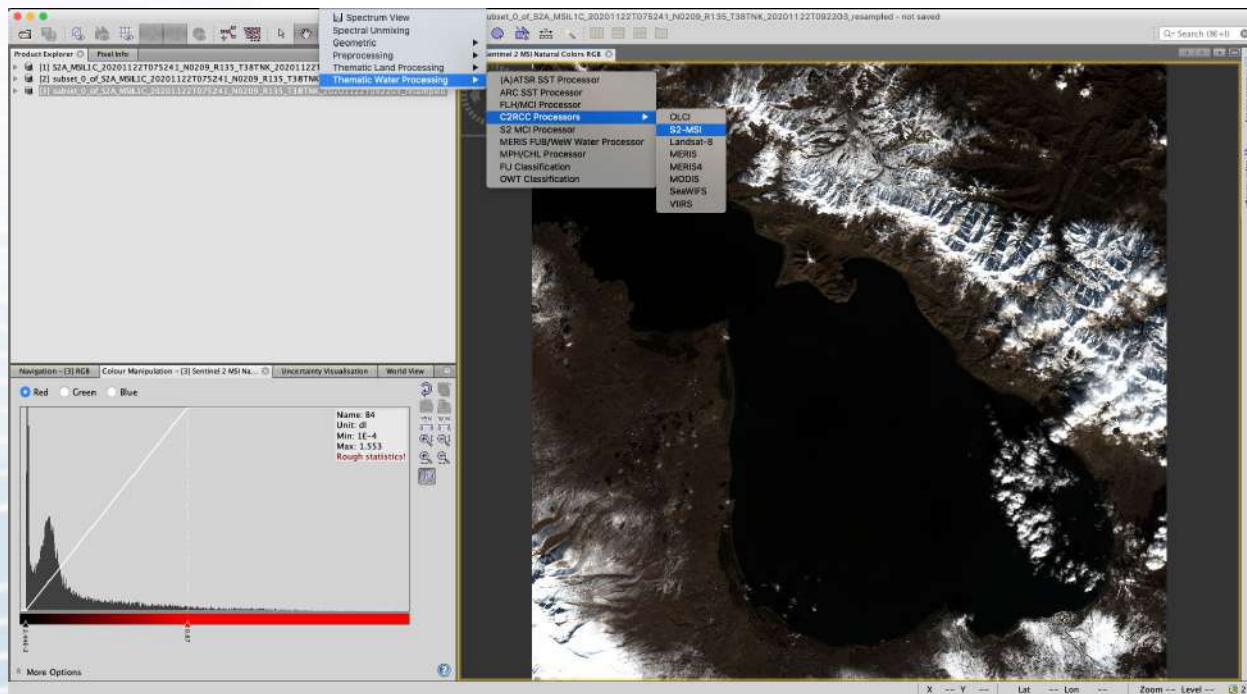 subset_0_of_S2A_MSIL1C_20201122T075241_N0209_R135_T38TNK_20201122T092203_resampled - not saved
Spectrum View
Spectral Unmixing
Geometric
Preprocessing
Thematic Land Processing
Thematic Water Processing
Search (⌘+I)
Product Explorer
Pixel Info
[1] S2A_MSIL1C_20201122T075241_N0209_R135_T38TNK_20201122T
[2] subset_0_of_S2A_MSIL1C_20201122T075241_N0209_R135_T38TNK
[3] subset_0_of_S2A_MSIL1C_20201122T075241_N0209_R135_T38TNK_20201122T092203_resampled
Sentinel 2 MSI Natural Colors RGB
(A)ATSR SST Processor
ARC SST Processor
FLH/MCI Processor
C2RCC Processors
S2 MCI Processor
MERIS FUB/WeW Water Processor
MPH/CHL Processor
FU Classification
OWT Classification
OLCI
S2-MSI
Landsat-8
MERIS
MERIS4
MODIS
SeaWiFS
VIIRS
Navigation - [3] RGB
Colour Manipulation - [3] Sentinel 2 MSI Na...
Uncertainty Visualisation
World View
Red Green Blue
Name: B4
Unit: dl
Min: 1E-4
Max: 1.553
Rough statistics!
More Options
X -- Y -- Lat -- Lon -- Zoom -- Level --